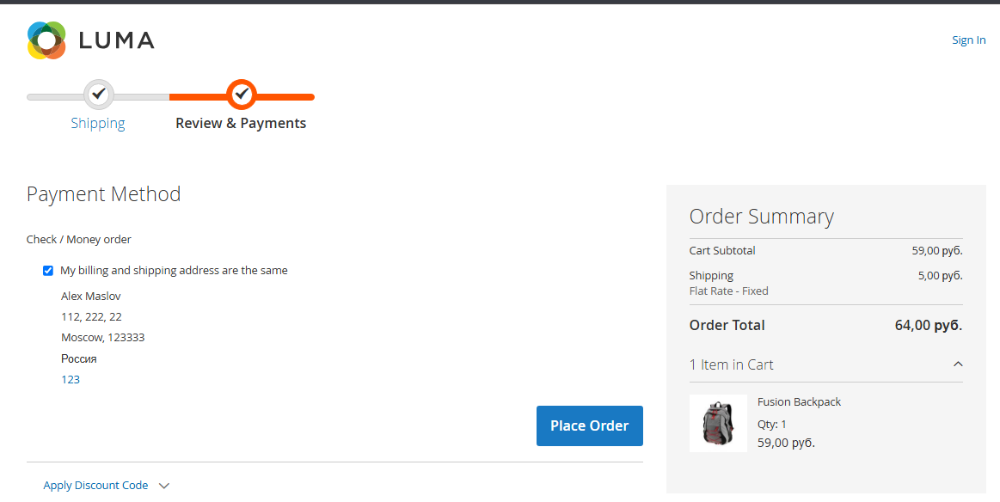 LUMA
Sign In
Shipping
Review & Payments
Payment Method
Check / Money order
My billing and shipping address are the same
Alex Maslov
112, 222, 22
Moscow, 123333
Россия
123
Place Order
Apply Discount Code
Order Summary
Cart Subtotal 59,00 руб.
Shipping 5,00 руб.
Flat Rate - Fixed
Order Total 64,00 руб.
1 Item in Cart
Fusion Backpack
Qty: 1
59,00 руб.